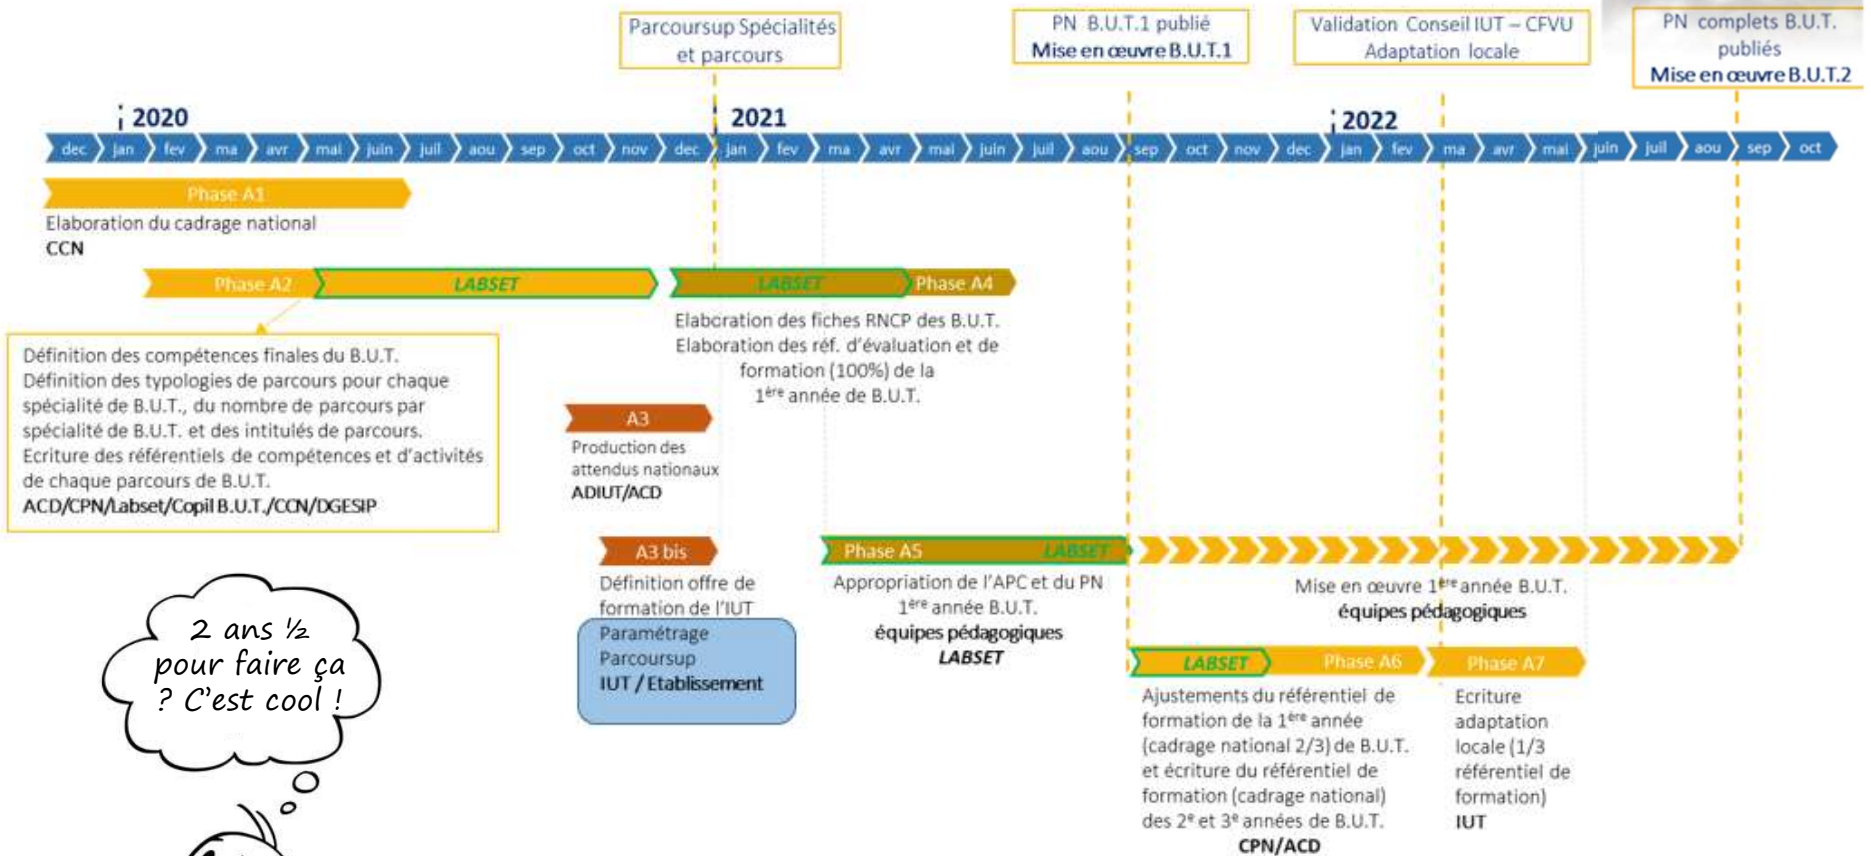 Parcoursup Spécialités
et parcours
PN B.U.T.1 publié
Mise en œuvre B.U.T.1
Validation Conseil IUT – CFVU
Adaptation locale
PN complets B.U.T.
publiés
Mise en œuvre B.U.T.2
2020
2021
2022
dec jan fev ma avr mai juin juil aou sep oct nov dec jan fev ma avr mai juin juil aou sep oct nov dec jan fev ma avr mai juin juil aou sep oct
Phase A1
Elaboration du cadrage national
CCN
Phase A2
LABSET
LABSET
Phase A4
Définition des compétences finales du B.U.T.
Définition des typologies de parcours pour chaque
spécialité de B.U.T., du nombre de parcours par
spécialité de B.U.T. et des intitulés de parcours.
Ecriture des référentiels de compétences et d'activités
de chaque parcours de B.U.T.
ACD/CPN/Labset/Copil B.U.T./CCN/DGESIP
Elaboration des fiches RNCP des B.U.T.
Elaboration des réf. d'évaluation et de
formation (100%) de la
1ère année de B.U.T.
A3
Production des
attendus nationaux
ADIUT/ACD
A3 bis
Définition offre de
formation de l'IUT
Paramétrage
Parcoursup
IUT / Etablissement
Phase A5
LABSET
Appropriation de l'APC et du PN
1ère année B.U.T.
équipes pédagogiques
LABSET
Mise en œuvre 1ère année B.U.T.
équipes pédagogiques
LABSET
Phase A6
Phase A7
Ajustements du référentiel de
formation de la 1ère année
(cadrage national 2/3) de B.U.T.
et écriture du référentiel de
formation (cadrage national)
des 2e et 3e années de B.U.T.
CPN/ACD
Ecriture
adaptation
locale (1/3
référentiel de
formation)
IUT
2 ans ½
pour faire ça
? C'est cool !